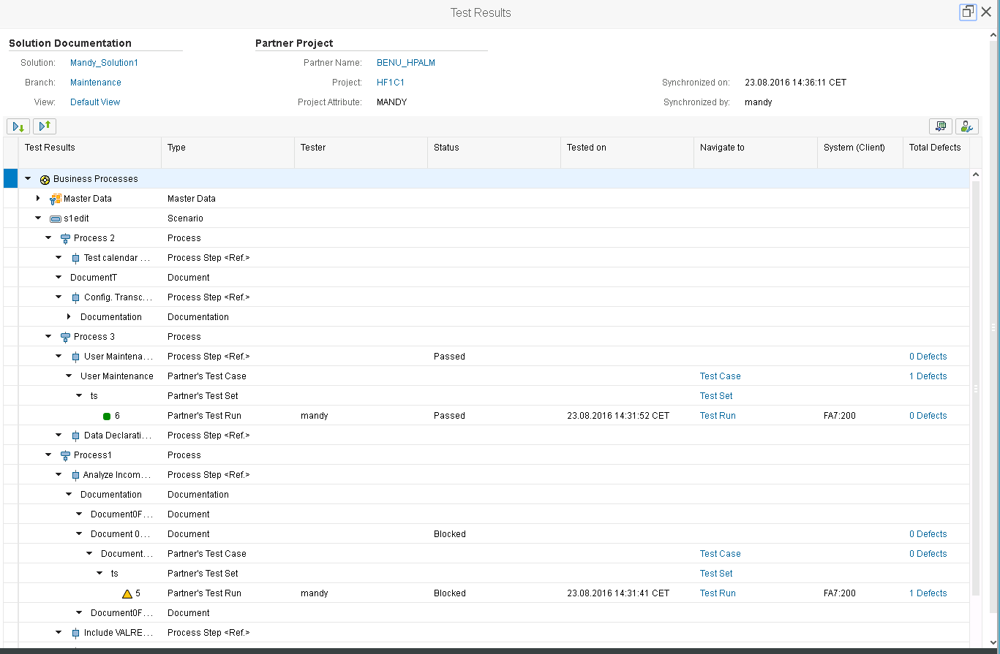 Test Results
Solution Documentation Partner Project
Solution: Mandy_Solution1 Partner Name: BENU_HPALM
Branch: Maintenance Project: HF1C1 Synchronized on: 23.08.2016 14:36:11 CET
View: Default View Project Attribute: MANDY Synchronized by: mandy
Test Results Type Tester Status Tested on Navigate to System (Client) Total Defects
Business Processes
Master Data Master Data
s1edit Scenario
Process 2 Process
Test calendar ... Process Step <Ref.>
DocumentT Document
Config. Transc... Process Step <Ref.>
Documentation Documentation
Process 3 Process
User Maintena... Process Step <Ref.> Passed 0 Defects
User Maintenance Partner's Test Case Test Case 1 Defects
ts Partner's Test Set Test Set
6 Partner's Test Run mandy Passed 23.08.2016 14:31:52 CET Test Run FA7:200 0 Defects
Data Declarati... Process Step <Ref.>
Process1 Process
Analyze Incom... Process Step <Ref.>
Documentation Documentation
Document0F... Document
Document 0... Document Blocked 0 Defects
Document... Partner's Test Case Test Case 0 Defects
ts Partner's Test Set Test Set
5 Partner's Test Run mandy Blocked 23.08.2016 14:31:41 CET Test Run FA7:200 1 Defects
Document0F... Document
Include VALRE... Process Step <Ref.>